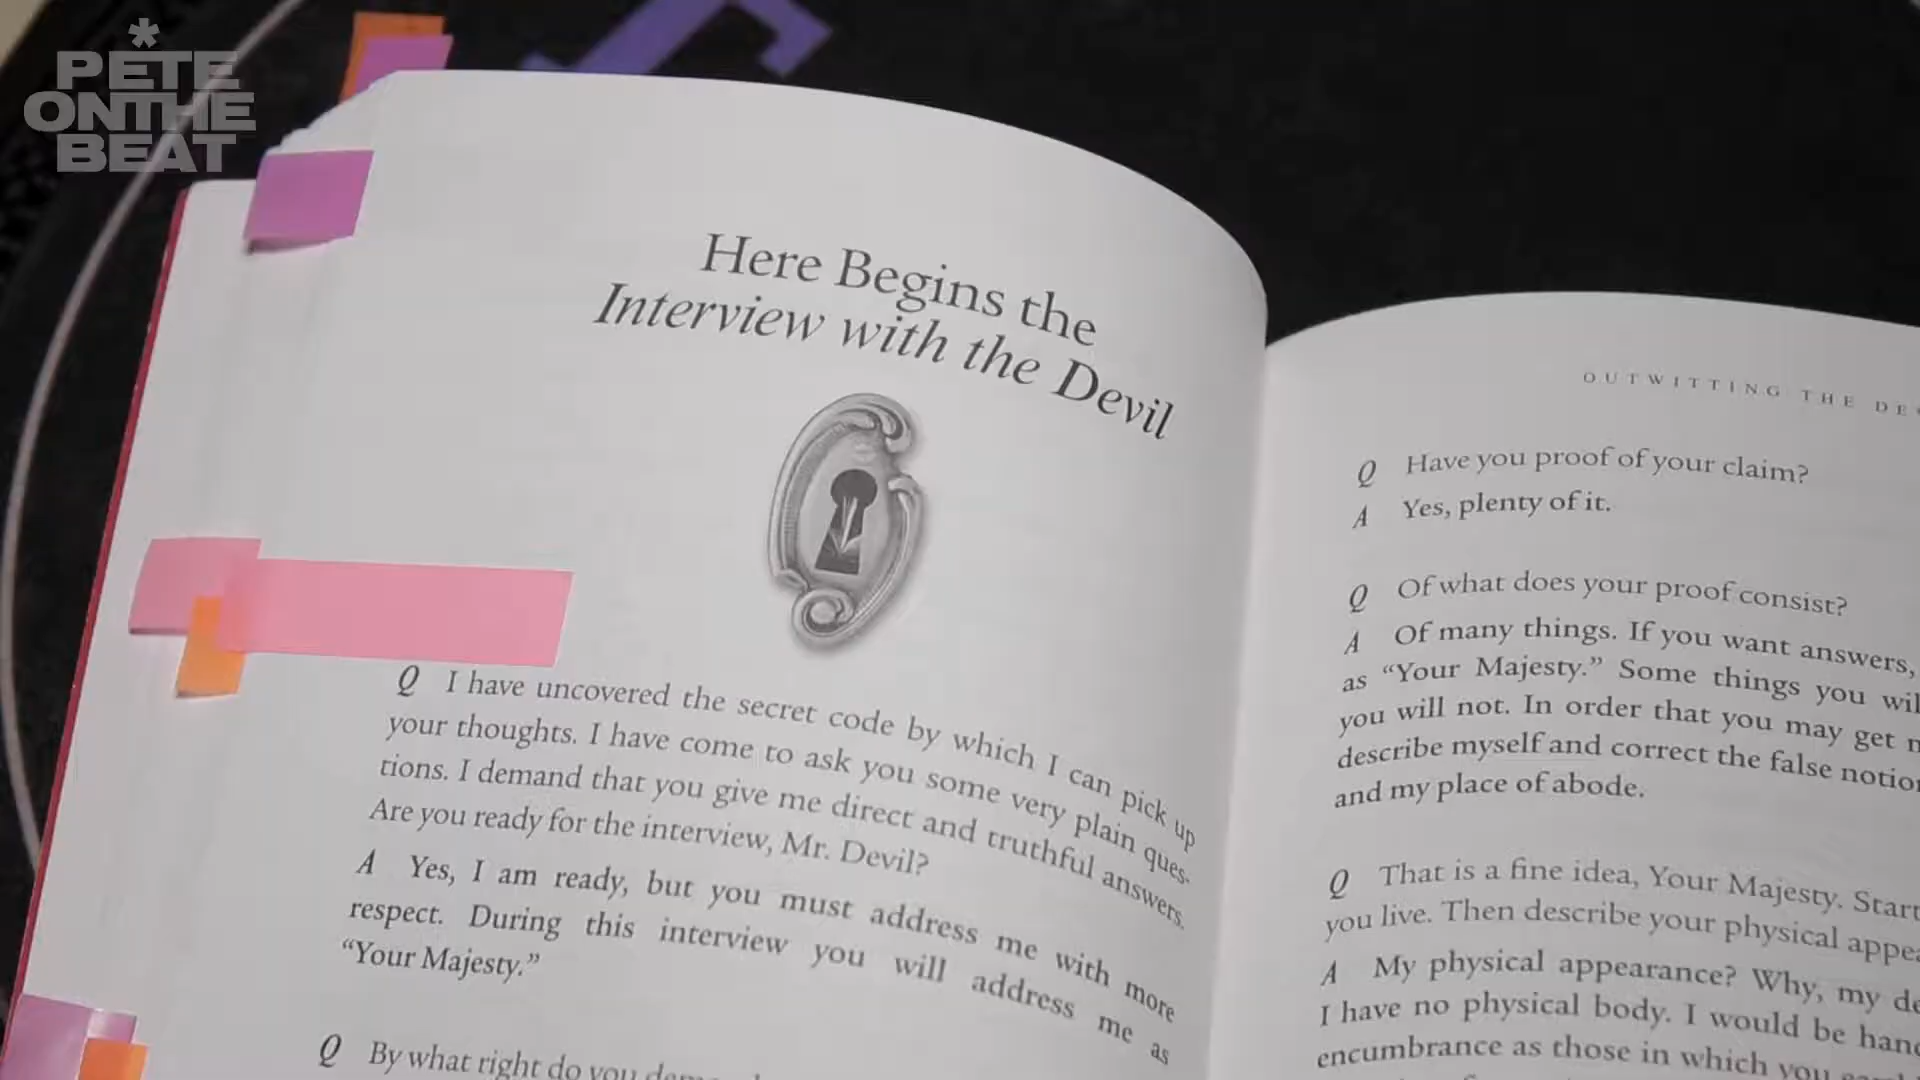 *
PETE
ONTHE
BEAT
Here Begins the
Interview with the Devil
Q I have uncovered the secret code by which I can pick up
your thoughts. I have come to ask you some very plain ques-
tions. I demand that you give me direct and truthful answers.
Are you ready for the interview, Mr. Devil?
A Yes, I am ready, but you must address me with more
respect. During this interview you will address me as
“Your Majesty.”
Q By what right do you
OUTWITTING THE
Q Have you proof of your claim?
A Yes, plenty of it.
Q Of what does your proof consist?
A Of many things. If you want answers,
as “Your Majesty.” Some things you
you will not. In order that you may get
describe myself and correct the false
and my place of abode.
Q That is a fine idea, Your Majesty. Start
you live. Then describe your physical
A My physical appearance? Why, my
I have no physical body. I would be
encumbrance as those in which you